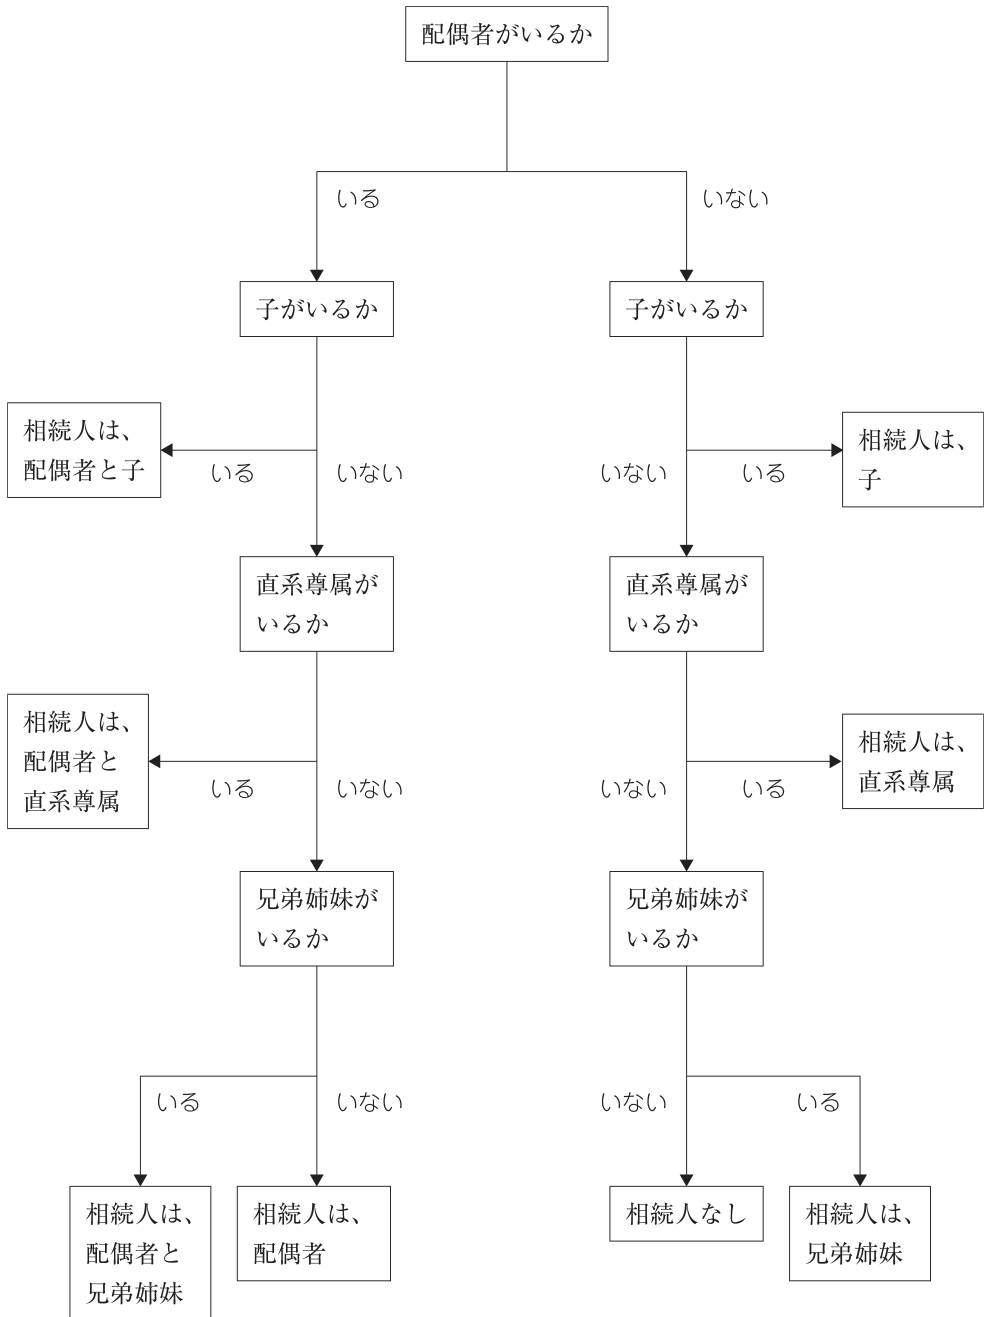 配偶者がいるか
いる
いない
子がいるか
子がいるか
相続人は、
配偶者と子
いる
いない
いない
いる
相続人は、
子
直系尊属が
いるか
直系尊属が
いるか
相続人は、
配偶者と
直系尊属
いる
いない
いない
いる
相続人は、
直系尊属
兄弟姉妹が
いるか
兄弟姉妹が
いるか
いる
いない
いない
いる
相続人は、
配偶者と
兄弟姉妹
相続人は、
配偶者
相続人なし
相続人は、
兄弟姉妹